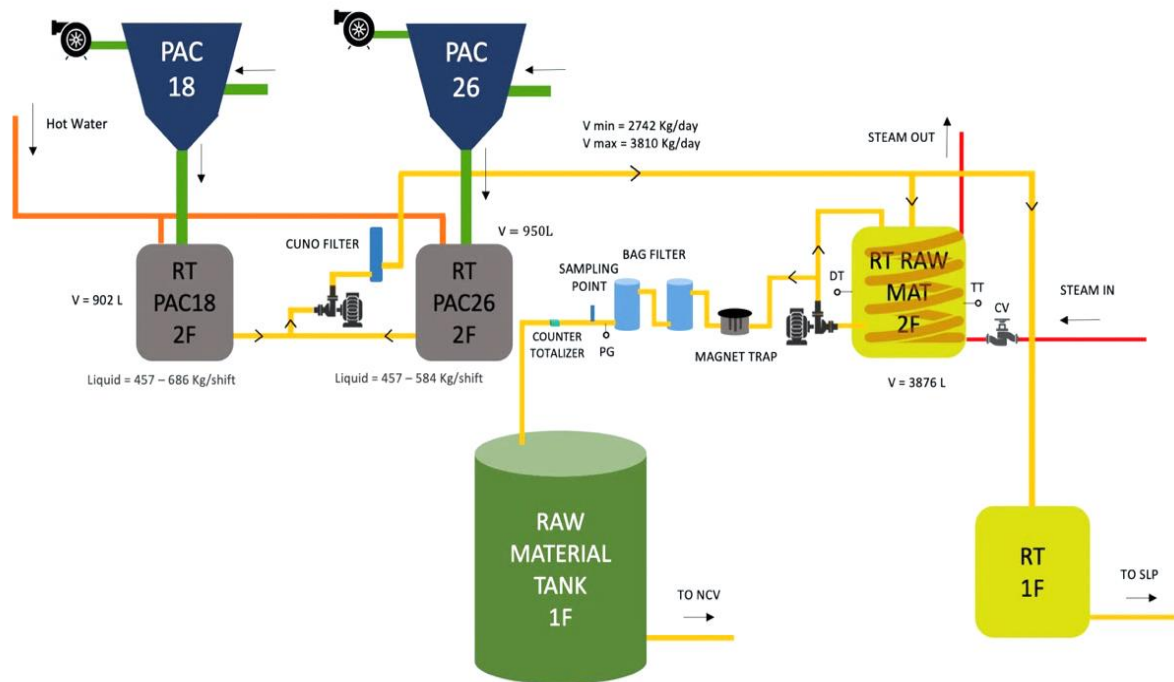 PAC
18
PAC
26
Hot Water
V min = 2742 Kg/day
V max = 3810 Kg/day
STEAM OUT
CUNO FILTER
V = 950L
RT
PAC18
2F
V = 902 L
RT
PAC26
2F
Liquid = 457 – 686 Kg/shift
Liquid = 457 – 584 Kg/shift
SAMPLING
POINT
BAG FILTER
COUNTER
TOTALIZER
PG
MAGNET TRAP
DT
RT RAW
MAT
2F
TT
CV
STEAM IN
V = 3876 L
RAW
MATERIAL
TANK
1F
TO NCV
RT
1F
TO SLP